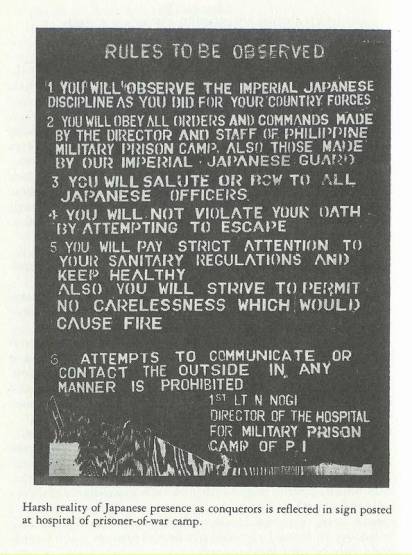 RULES TO BE OBSERVED
1 YOU WILL OBSERVE THE IMPERIAL JAPANESE
DISCIPLINE AS YOU DID FOR YOUR COUNTRY FORCES
2 YOU WILL OBEY ALL ORDERS AND COMMANDS MADE
BY THE DIRECTOR AND STAFF OF PHILIPPINE
MILITARY PRISON CAMP, ALSO THOSE MADE
BY OUR IMPERIAL JAPANESE GUARD
3 YOU WILL SALUTE OR BOW TO ALL
JAPANESE OFFICERS
4 YOU WILL NOT VIOLATE YOUR OATH
BY ATTEMPTING TO ESCAPE
5 YOU WILL PAY STRICT ATTENTION TO
YOUR SANITARY REGULATIONS AND
KEEP HEALTHY
ALSO YOU WILL STRIVE TO PERMIT
NO CARELESSNESS WHICH WOULD
CAUSE FIRE
6 ATTEMPTS TO COMMUNICATE OR
CONTACT THE OUTSIDE IN ANY
MANNER IS PROHIBITED
1ST LT N NOGI
DIRECTOR OF THE HOSPITAL
FOR MILITARY PRISON
CAMP OF P.I
Harsh reality of Japanese presence as conquerors is reflected in sign posted
at hospital of prisoner-of-war camp.